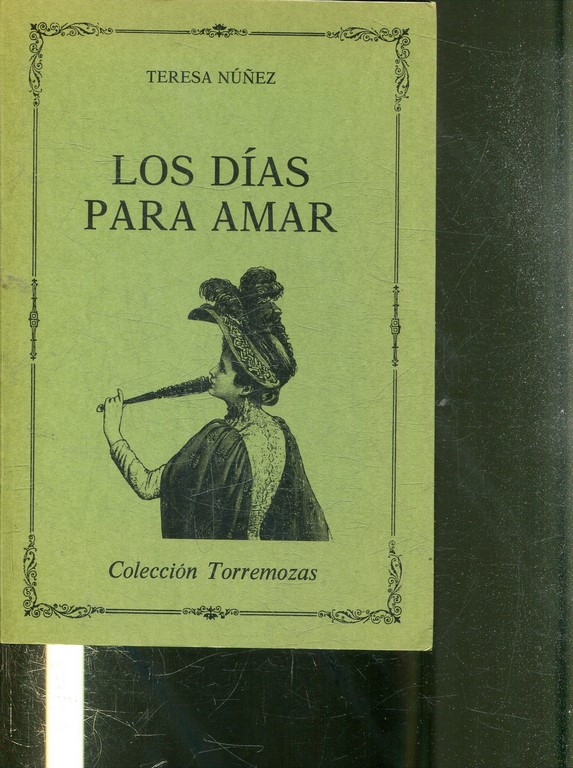 TERESA NÚÑEZ
LOS DÍAS
PARA AMAR
Colección Torremozas